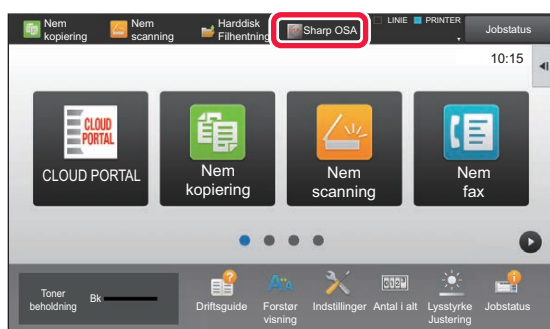 Nem
kopiering
Nem
scanning
Harddisk
Filhentning
Sharp OSA
LINIE
PRINTER
Jobstatus
10:15
CLOUD
PORTAL
CLOUD PORTAL
Nem
kopiering
Nem
scanning
Nem
fax
Toner
beholdning
Bk
Driftsguide
Forstør
visning
Indstillinger
Antal i alt
Lysstyrke
Justering
Jobstatus